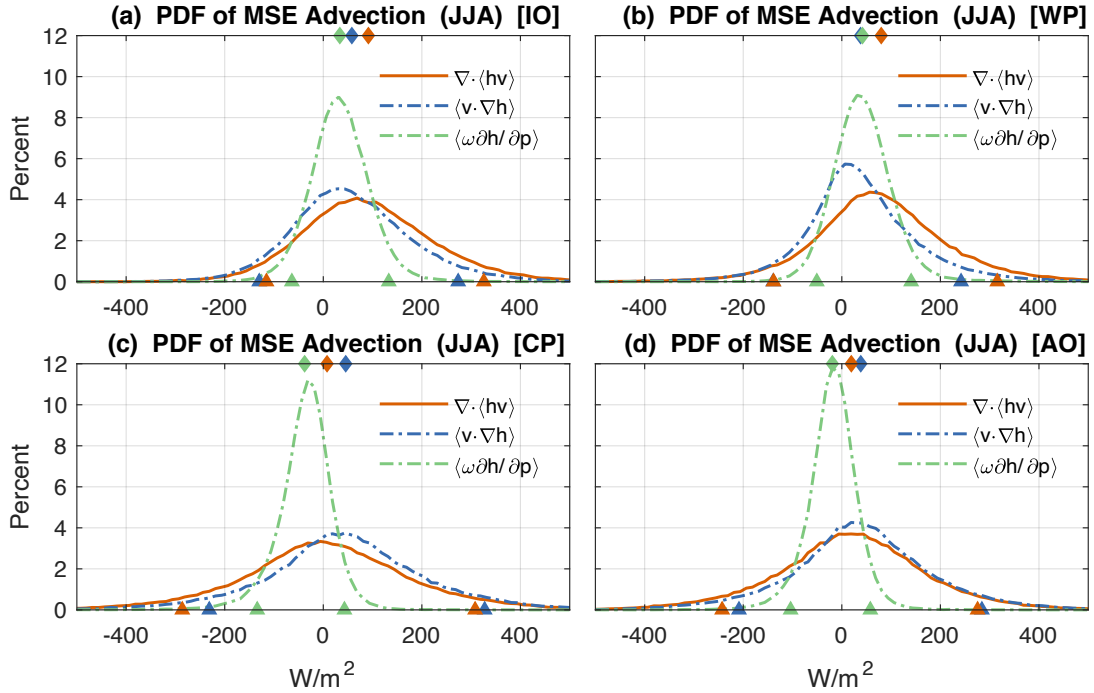 (a) PDF of MSE Advection (JJA) [IO]
12
10
8
6
4
2
0
Percent
∇·⟨hv⟩
⟨v·∇h⟩
⟨ω∂h/∂p⟩
-400 -200 0 200 400
(b) PDF of MSE Advection (JJA) [WP]
12
10
8
6
4
2
0
∇·⟨hv⟩
⟨v·∇h⟩
⟨ω∂h/∂p⟩
-400 -200 0 200 400
(c) PDF of MSE Advection (JJA) [CP]
12
10
8
6
4
2
0
Percent
∇·⟨hv⟩
⟨v·∇h⟩
⟨ω∂h/∂p⟩
-400 -200 0 200 400
W/m²
(d) PDF of MSE Advection (JJA) [AO]
12
10
8
6
4
2
0
∇·⟨hv⟩
⟨v·∇h⟩
⟨ω∂h/∂p⟩
-400 -200 0 200 400
W/m²